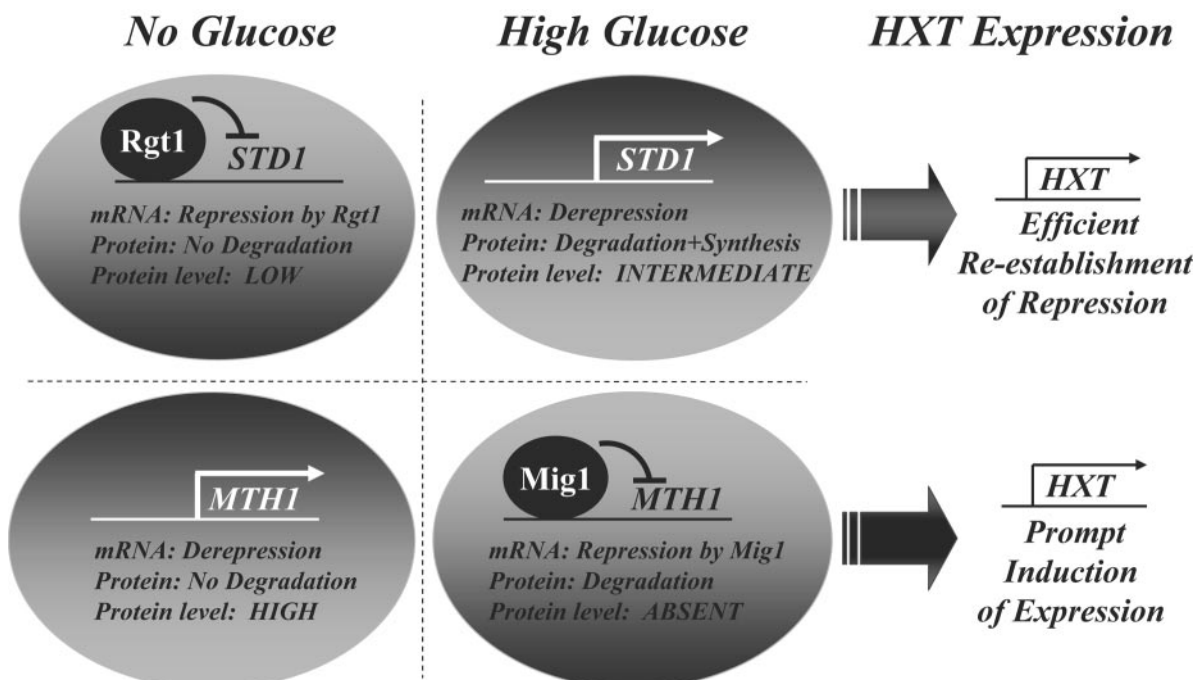 No Glucose
High Glucose
HXT Expression
Rgt1
STD1
mRNA: Repression by Rgt1
Protein: No Degradation
Protein level: LOW
STD1
mRNA: Derepression
Protein: Degradation+Synthesis
Protein level: INTERMEDIATE
HXT
Efficient
Re-establishment
of Repression
MTH1
mRNA: Derepression
Protein: No Degradation
Protein level: HIGH
Mig1
MTH1
mRNA: Repression by Mig1
Protein: Degradation
Protein level: ABSENT
HXT
Prompt
Induction
of Expression